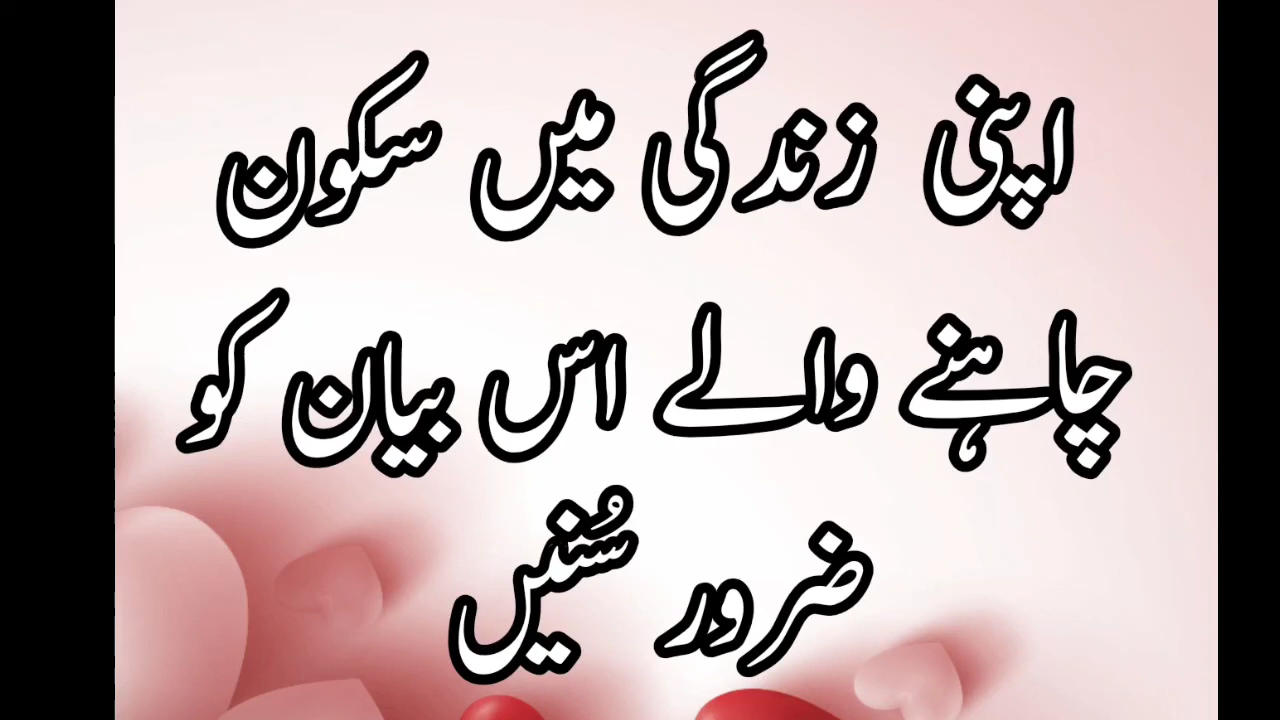 اپنی زندگی میں سکون
چاہنے والے اس بیان کو
ضرور سُنیں